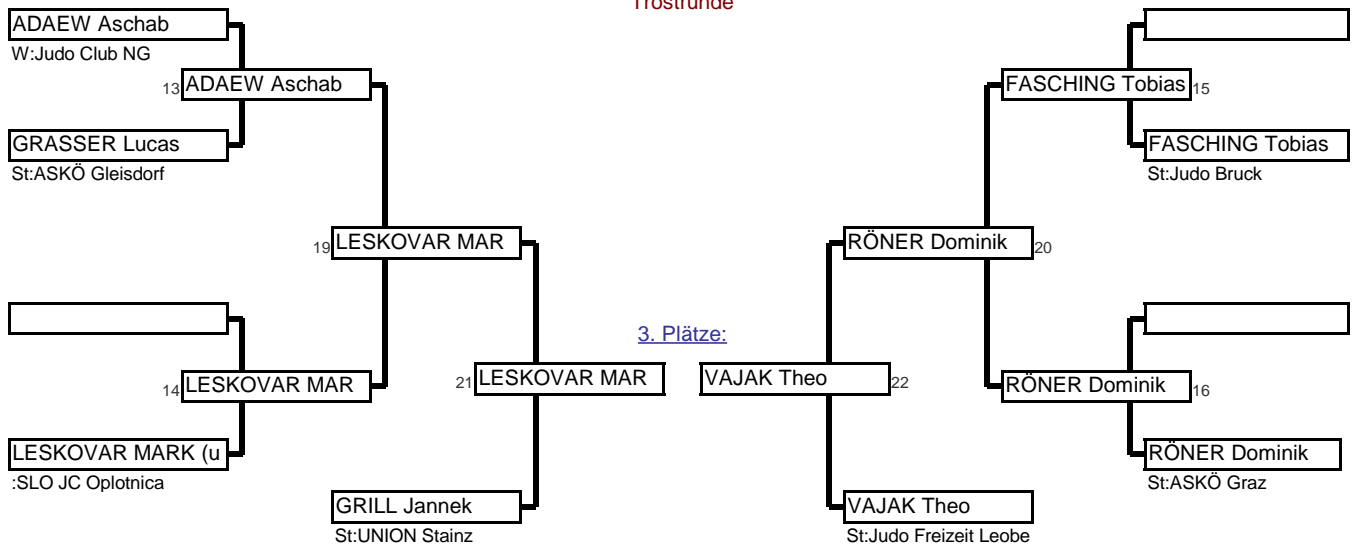 Trostrunde
ADAEW Aschab
W:Judo Club NG
13 ADAEW Aschab
FASCHING Tobias 15
GRASSER Lucas
St:ASKÖ Gleisdorf
FASCHING Tobias
St:Judo Bruck
19 LESKOVAR MAR
RÖNER Dominik 20
3. Plätze:
14 LESKOVAR MAR
21 LESKOVAR MAR
VAJAK Theo 22
RÖNER Dominik 16
LESKOVAR MARK (u
:SLO JC Oplotnica
RÖNER Dominik
St:ASKÖ Graz
GRILL Jannek
St:UNION Stainz
VAJAK Theo
St:Judo Freizeit Leobe